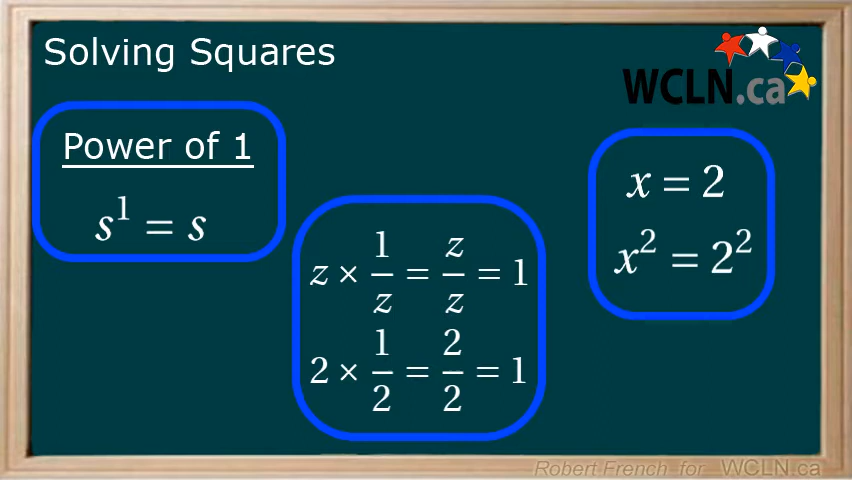 Solving Squares
WCLN.ca
Power of 1
s¹ = s
z × 1/z = z/z = 1
2 × 1/2 = 2/2 = 1
x = 2
x² = 2²
Robert French for WCLN.ca